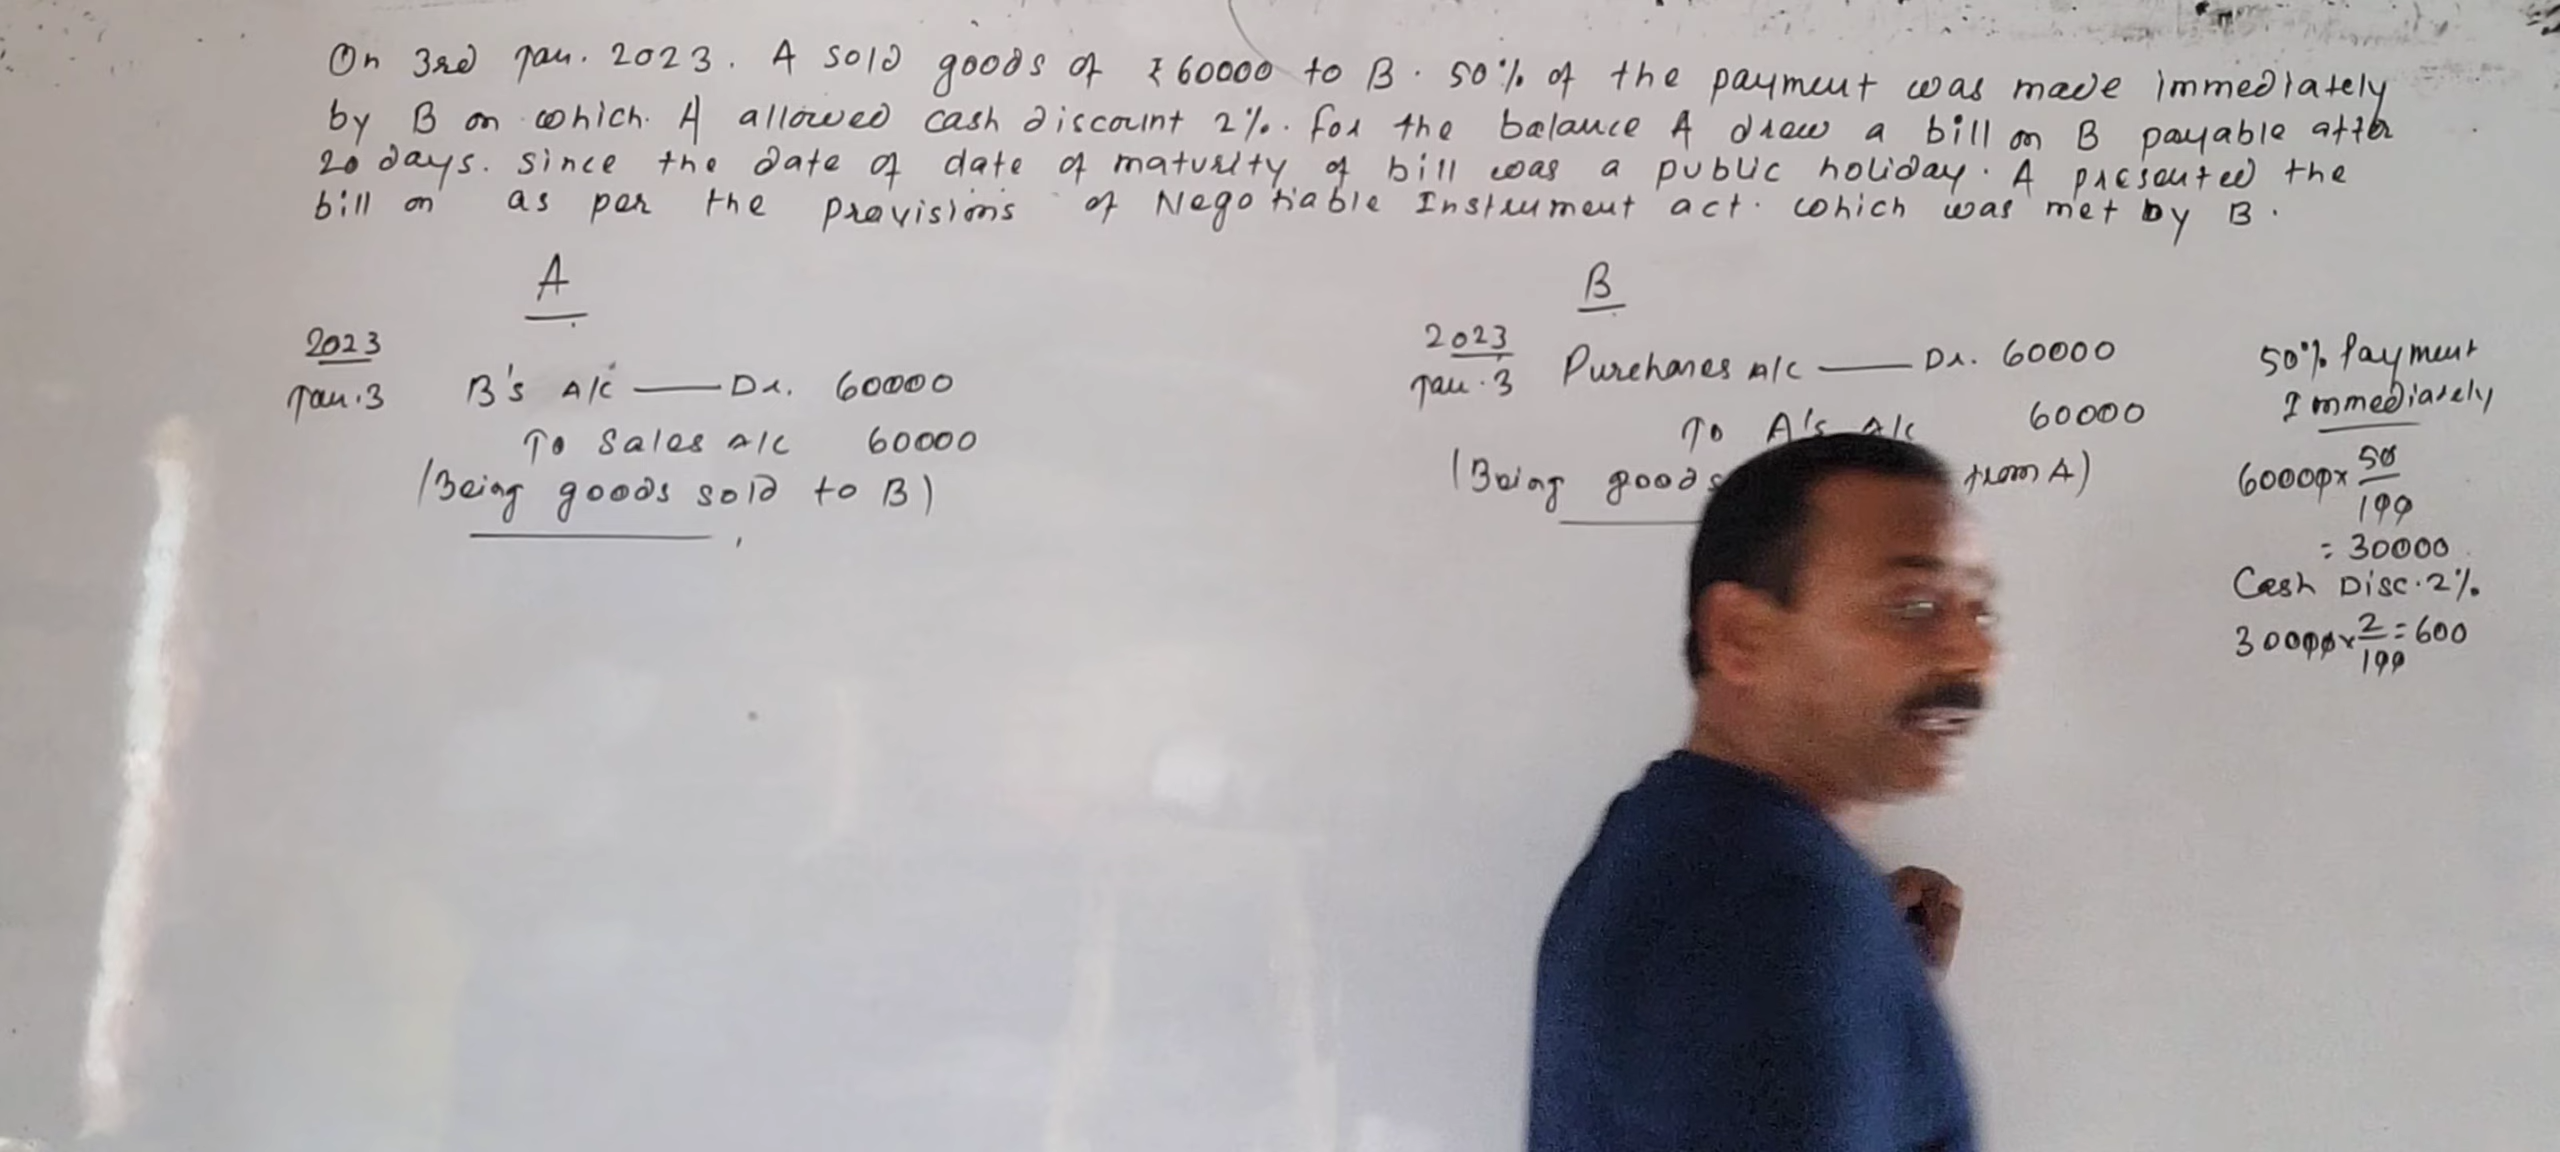 On 3rd Jan. 2023. A sold goods of ₹60000 to B. 50% of the payment was made immediately
by B on which. A allowed cash discount 2%. for the balance A drew a bill on B payable after
20 days. since the date of date of maturity of bill was a public holiday. A presented the
bill on as per the provisions of Negotiable Instrument act. which was met by B.
A
2023
Jan. 3 B's A/c — Dr. 60000
To Sales A/c 60000
(Being goods sold to B)
B
2023
Jan. 3 Purchases A/c — Dr. 60000
To A's A/c 60000
(Being goods from A)
50% Payment
Immediately
60000x 50/100
= 30000
Cash Disc. 2%.
30000x 2/100 = 600